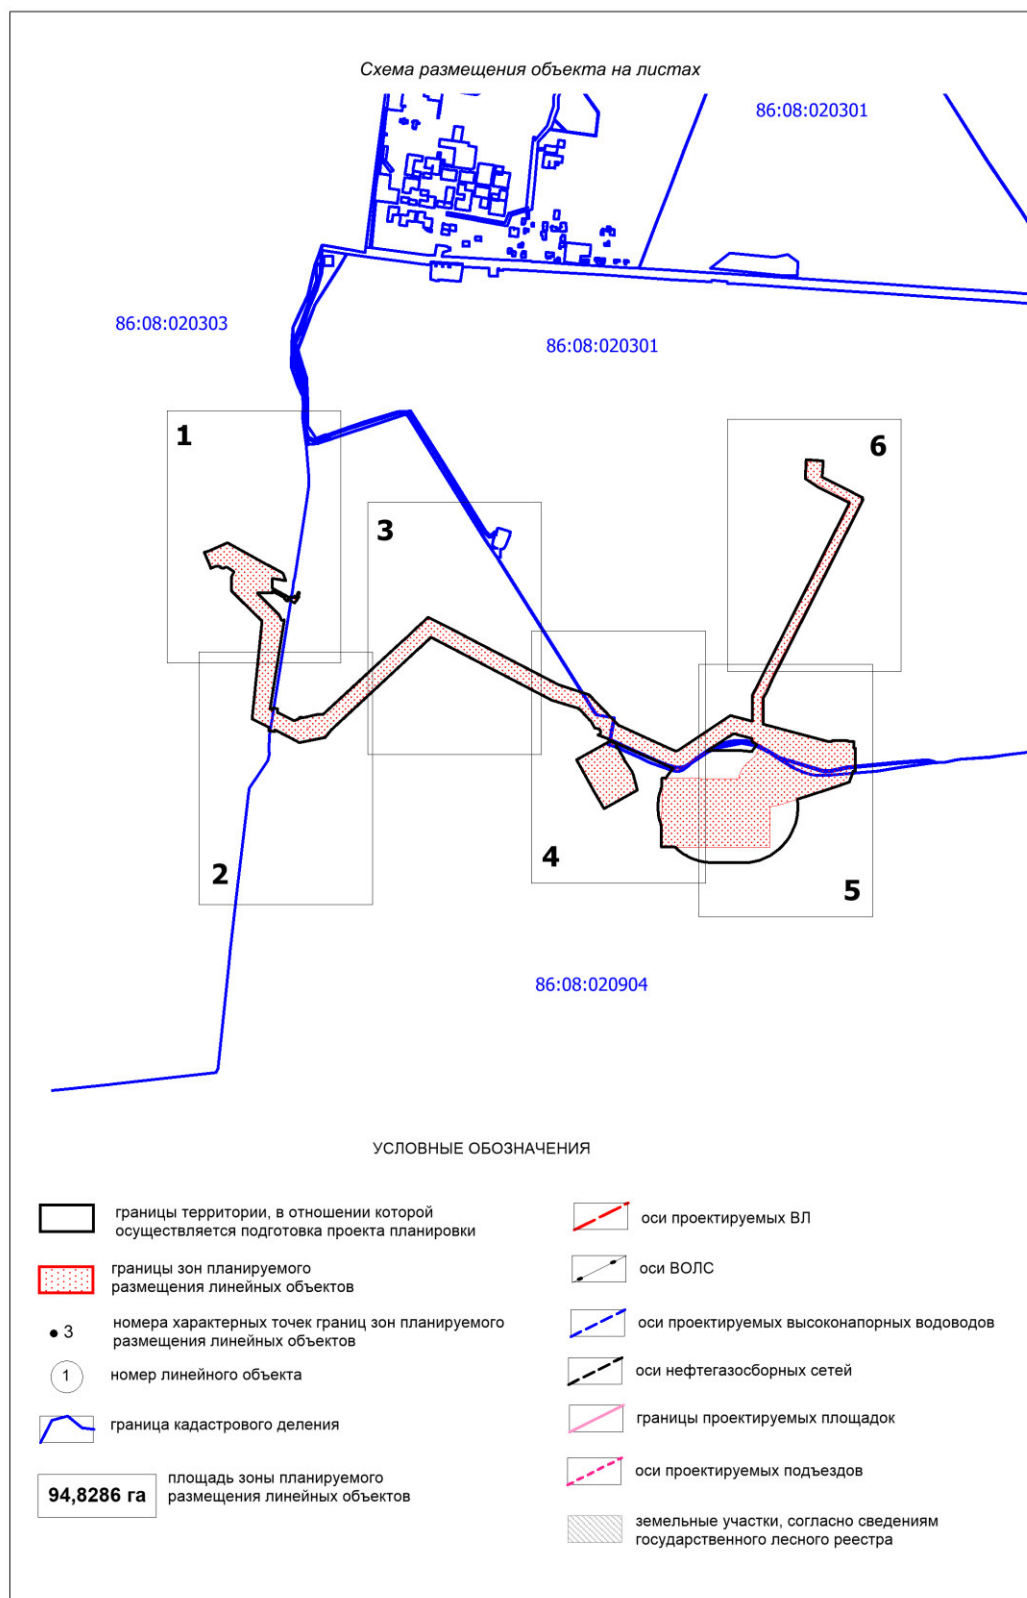 Схема размещения объекта на листах
86:08:020301
86:08:020303
86:08:020301
1
6
3
2
4
5
86:08:020904
УСЛОВНЫЕ ОБОЗНАЧЕНИЯ
границы территории, в отношении которой
осуществляется подготовка проекта планировки
границы зон планируемого
размещения линейных объектов
• 3
номера характерных точек границ зон планируемого
размещения линейных объектов
1
номер линейного объекта
граница кадастрового деления
94,8286 га
площадь зоны планируемого
размещения линейных объектов
оси проектируемых ВЛ
оси ВОЛС
оси проектируемых высоконапорных водоводов
оси нефтегазосборных сетей
границы проектируемых площадок
оси проектируемых подъездов
земельные участки, согласно сведениям
государственного лесного реестра